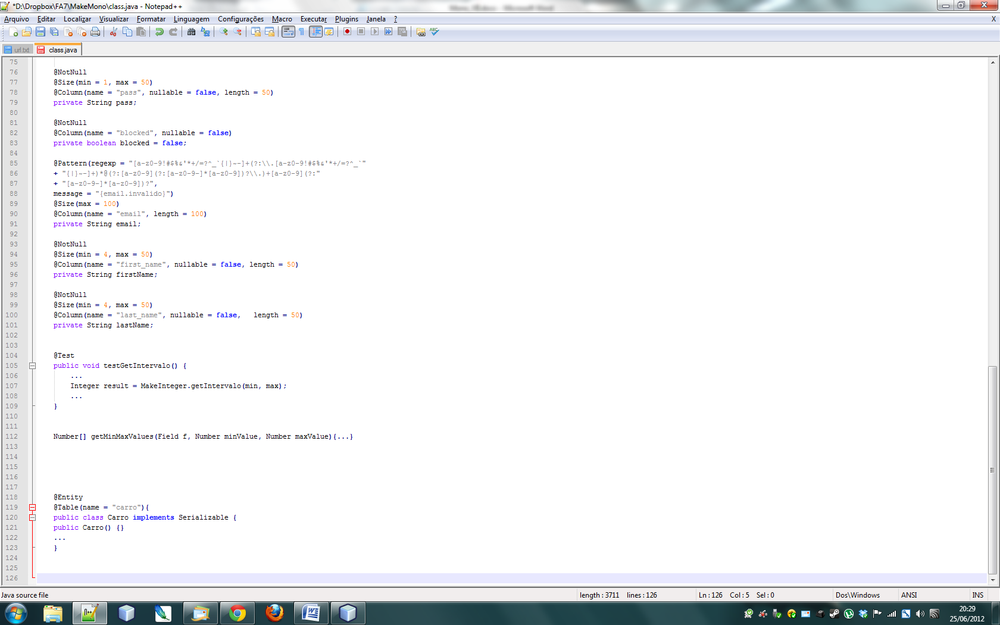 *D:\Dropbox\FA7\MakeMono\class.java - Notepad++
Arquivo Editar Localizar Visualizar Formatar Linguagem Configurações Macro Executar Plugins Janela ? X
url.txt class.java
75
76 @NotNull
77 @Size(min = 1, max = 50)
78 @Column(name = "pass", nullable = false, length = 50)
79 private String pass;
80
81 @NotNull
82 @Column(name = "blocked", nullable = false)
83 private boolean blocked = false;
84
85 @Pattern(regexp = "[a-z0-9!#$%&'*+/=?^_`{|}~-]+(?:\\.[a-z0-9!#$%&'*+/=?^_`"
86 + "{|}~-]+)*@(?:[a-z0-9](?:[a-z0-9-]*[a-z0-9])?\\.)+[a-z0-9](?:"
87 + "[a-z0-9-]*[a-z0-9])?",
88 message = "{email.invalido}")
89 @Size(max = 100)
90 @Column(name = "email", length = 100)
91 private String email;
92
93 @NotNull
94 @Size(min = 4, max = 50)
95 @Column(name = "first_name", nullable = false, length = 50)
96 private String firstName;
97
98 @NotNull
99 @Size(min = 4, max = 50)
100 @Column(name = "last_name", nullable = false, length = 50)
101 private String lastName;
102
103
104 @Test
105 public void testGetIntervalo() {
106 ...
107 Integer result = MakeInteger.getIntervalo(min, max);
108 ...
109 }
110
111
112 Number[] getMinMaxValues(Field f, Number minValue, Number maxValue){...}
113
114
115
116
117
118 @Entity
119 @Table(name = "carro"){
120 public class Carro implements Serializable {
121 public Carro() {}
122 ...
123 }
124
125
126
Java source file length : 3711 lines : 126 Ln : 126 Col : 5 Sel : 0 Dos\Windows ANSI INS
20:29
25/06/2012